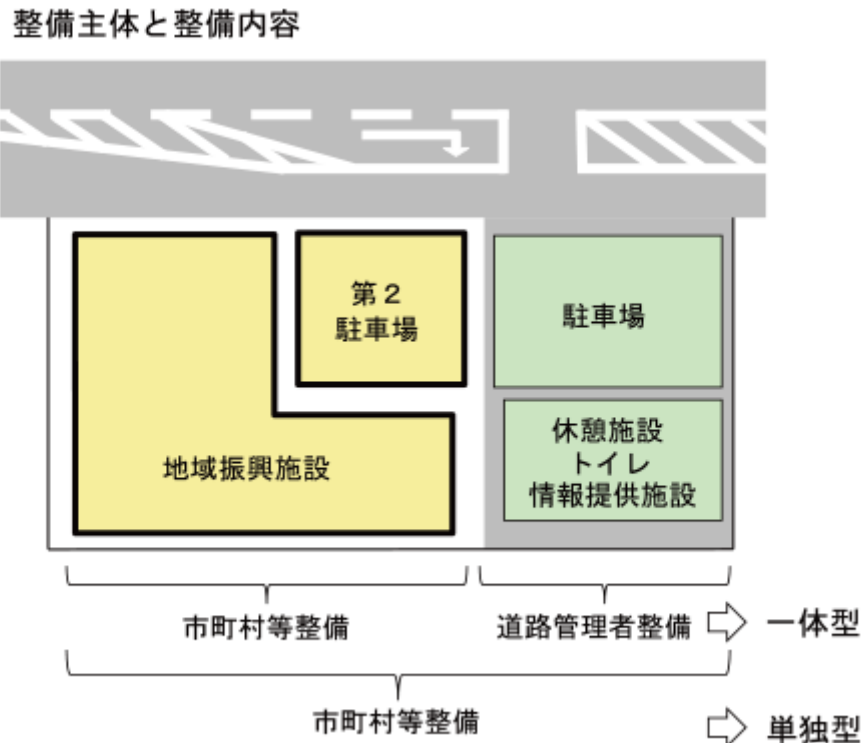 整備主体と整備内容
第２
駐車場
駐車場
地域振興施設
休憩施設
トイレ
情報提供施設
市町村等整備
道路管理者整備
一体型
市町村等整備
単独型